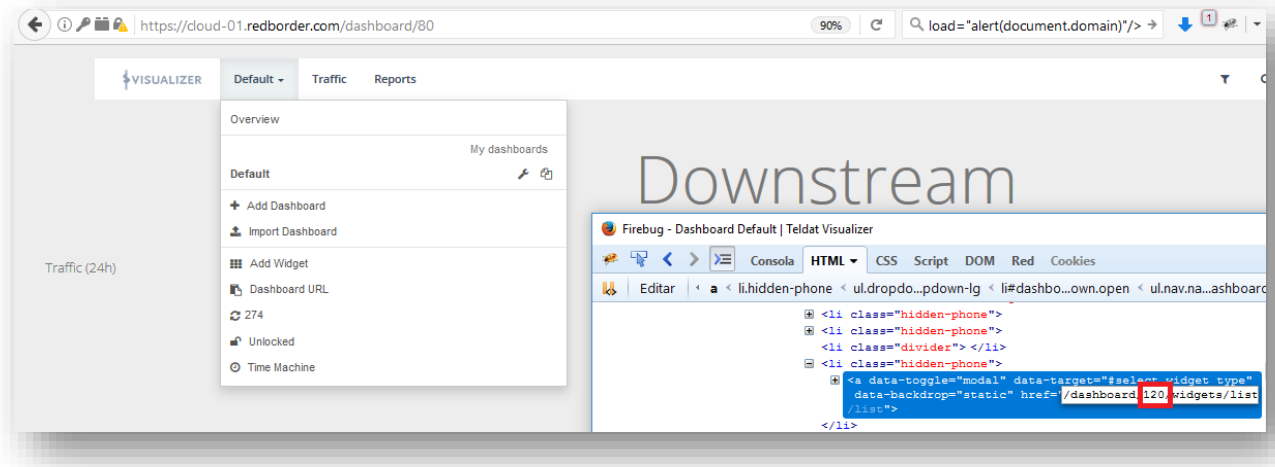 https://cloud-01.redborder.com/dashboard/80
90%
load="alert(document.domain)"/>
1
VISUALIZER
Default
Traffic
Reports
Overview
My dashboards
Default
Add Dashboard
Import Dashboard
Add Widget
Dashboard URL
274
Unlocked
Time Machine
Traffic (24h)
Downstream
Firebug - Dashboard Default | Teldat Visualizer
Consola HTML CSS Script DOM Red Cookies
Editar a < li.hidden-phone < ul.dropdo...pdown-lg < li#dashbo...own.open < ul.nav.na...ashboard
<li class="hidden-phone">
<li class="hidden-phone">
<li class="divider"> </li>
<li class="hidden-phone">
<a data-toggle="modal" data-target="#select_widget_type"
data-backdrop="static" href="/dashboard/120/widgets/list
/list">
</li>